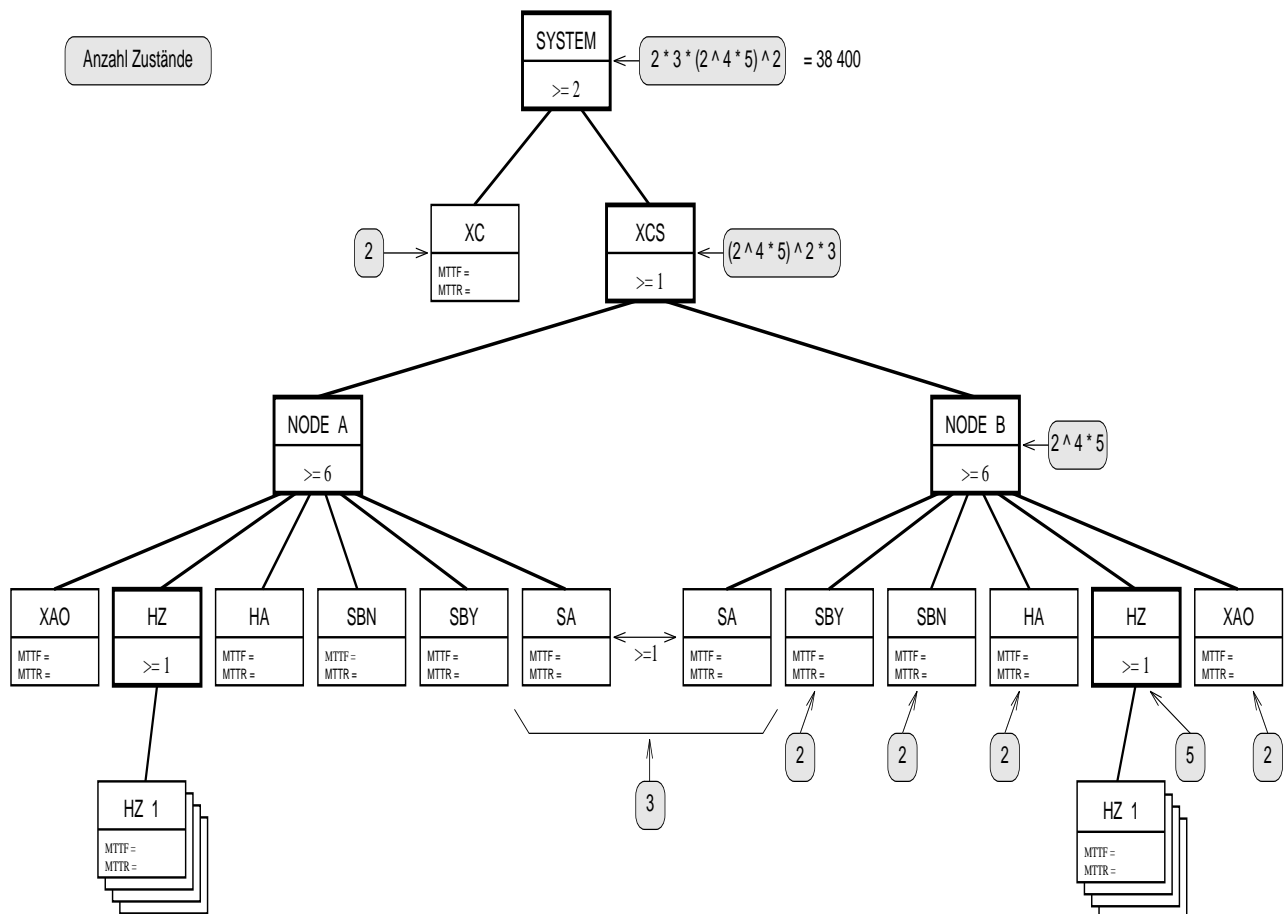 SYSTEM
Anzahl Zustände
2 * 3 * (2 ^ 4 * 5) ^ 2 = 38 400
>= 2
XC
XCS
2
(2 ^ 4 * 5) ^ 2 * 3
MTTF =
MTTR =
>= 1
NODE A
NODE B
2 ^ 4 * 5
>= 6
>= 6
XAO
HZ
HA
SBN
SBY
SA
SA
SBY
SBN
HA
HZ
XAO
MTTF =
MTTR =
>= 1
MTTF =
MTTR =
MTTF =
MTTR =
MTTF =
MTTR =
MTTF =
MTTR =
>=1
MTTF =
MTTR =
MTTF =
MTTR =
MTTF =
MTTR =
MTTF =
MTTR =
>= 1
MTTF =
MTTR =
2
2
2
5
2
3
HZ 1
MTTF =
MTTR =
HZ 1
MTTF =
MTTR =